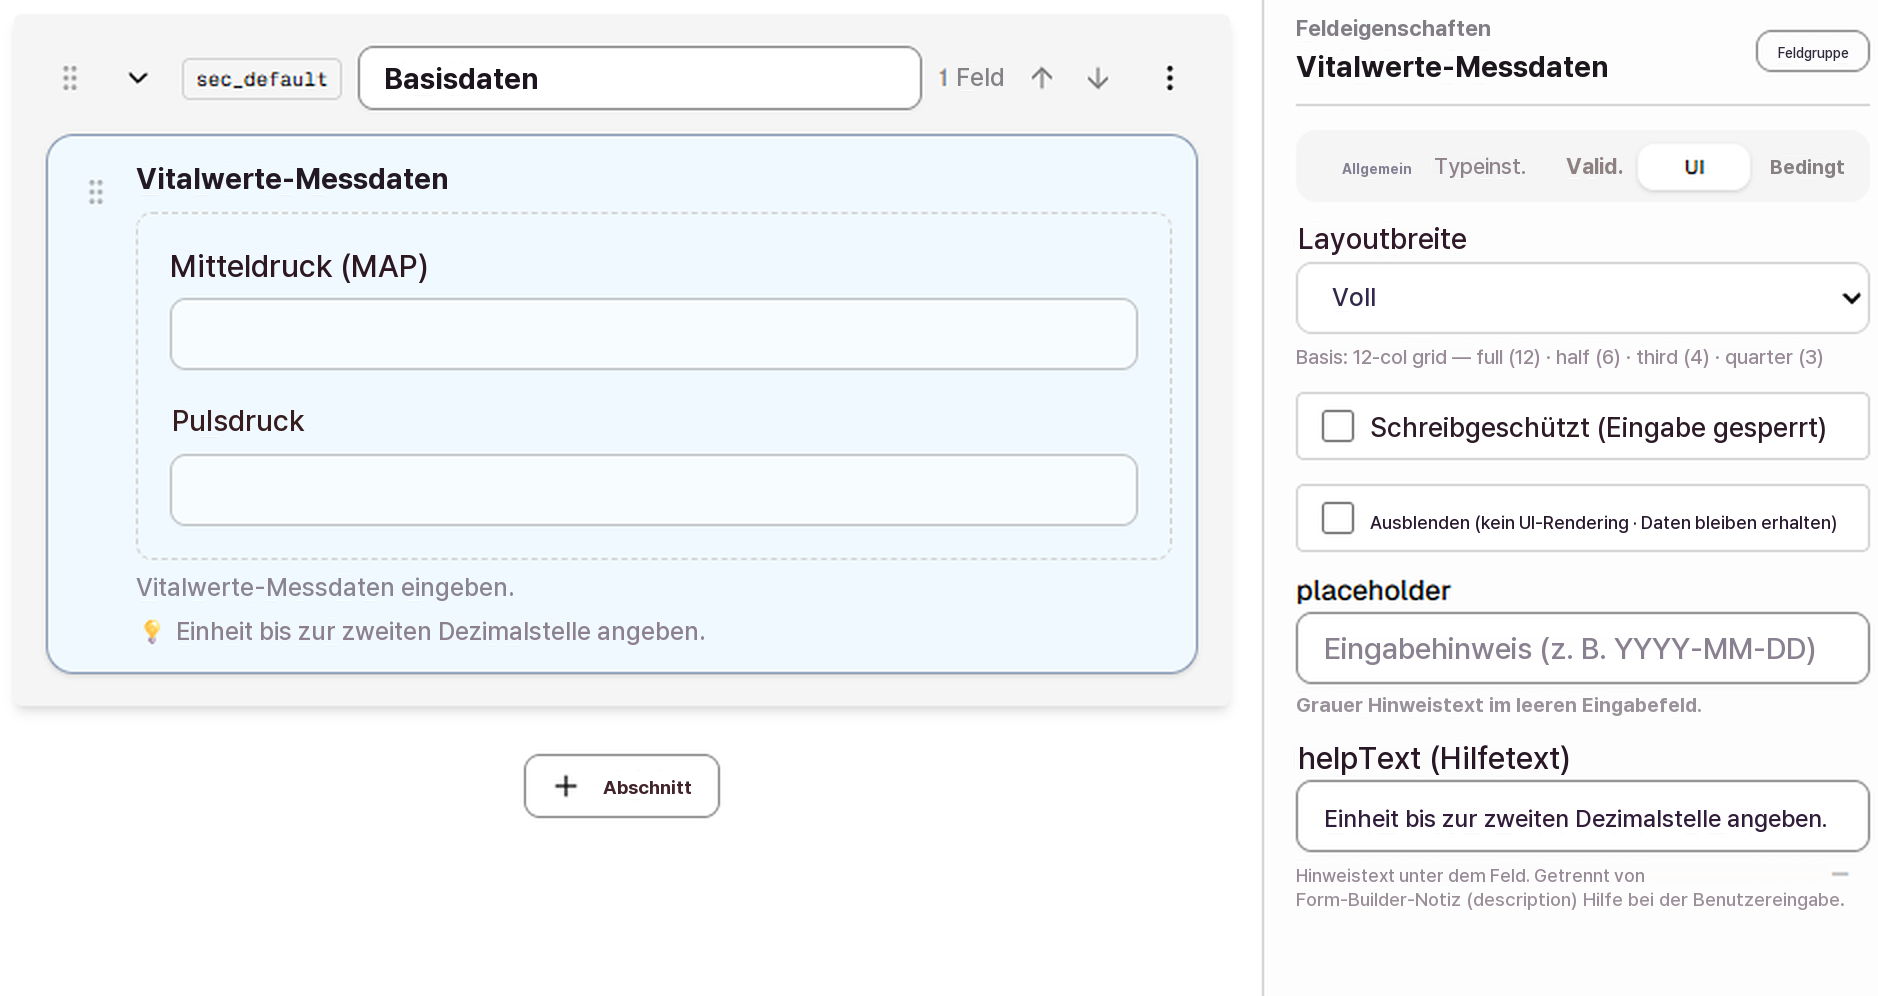 sec_default
Basisdaten
1 Feld
Vitalwerte-Messdaten
Mitteldruck (MAP)
Pulsdruck
Vitalwerte-Messdaten eingeben.
💡 Einheit bis zur zweiten Dezimalstelle angeben.
+ Abschnitt
Feldeigenschaften
Vitalwerte-Messdaten
Feldgruppe
Allgemein Typeinst. Valid. UI Bedingt
Layoutbreite
Voll
Basis: 12-col grid — full (12) · half (6) · third (4) · quarter (3)
Schreibgeschützt (Eingabe gesperrt)
Ausblenden (kein UI-Rendering · Daten bleiben erhalten)
placeholder
Eingabehinweis (z. B. YYYY-MM-DD)
Grauer Hinweistext im leeren Eingabefeld.
helpText (Hilfetext)
Einheit bis zur zweiten Dezimalstelle angeben.
Hinweistext unter dem Feld. Getrennt von —
Form-Builder-Notiz (description) Hilfe bei der Benutzereingabe.